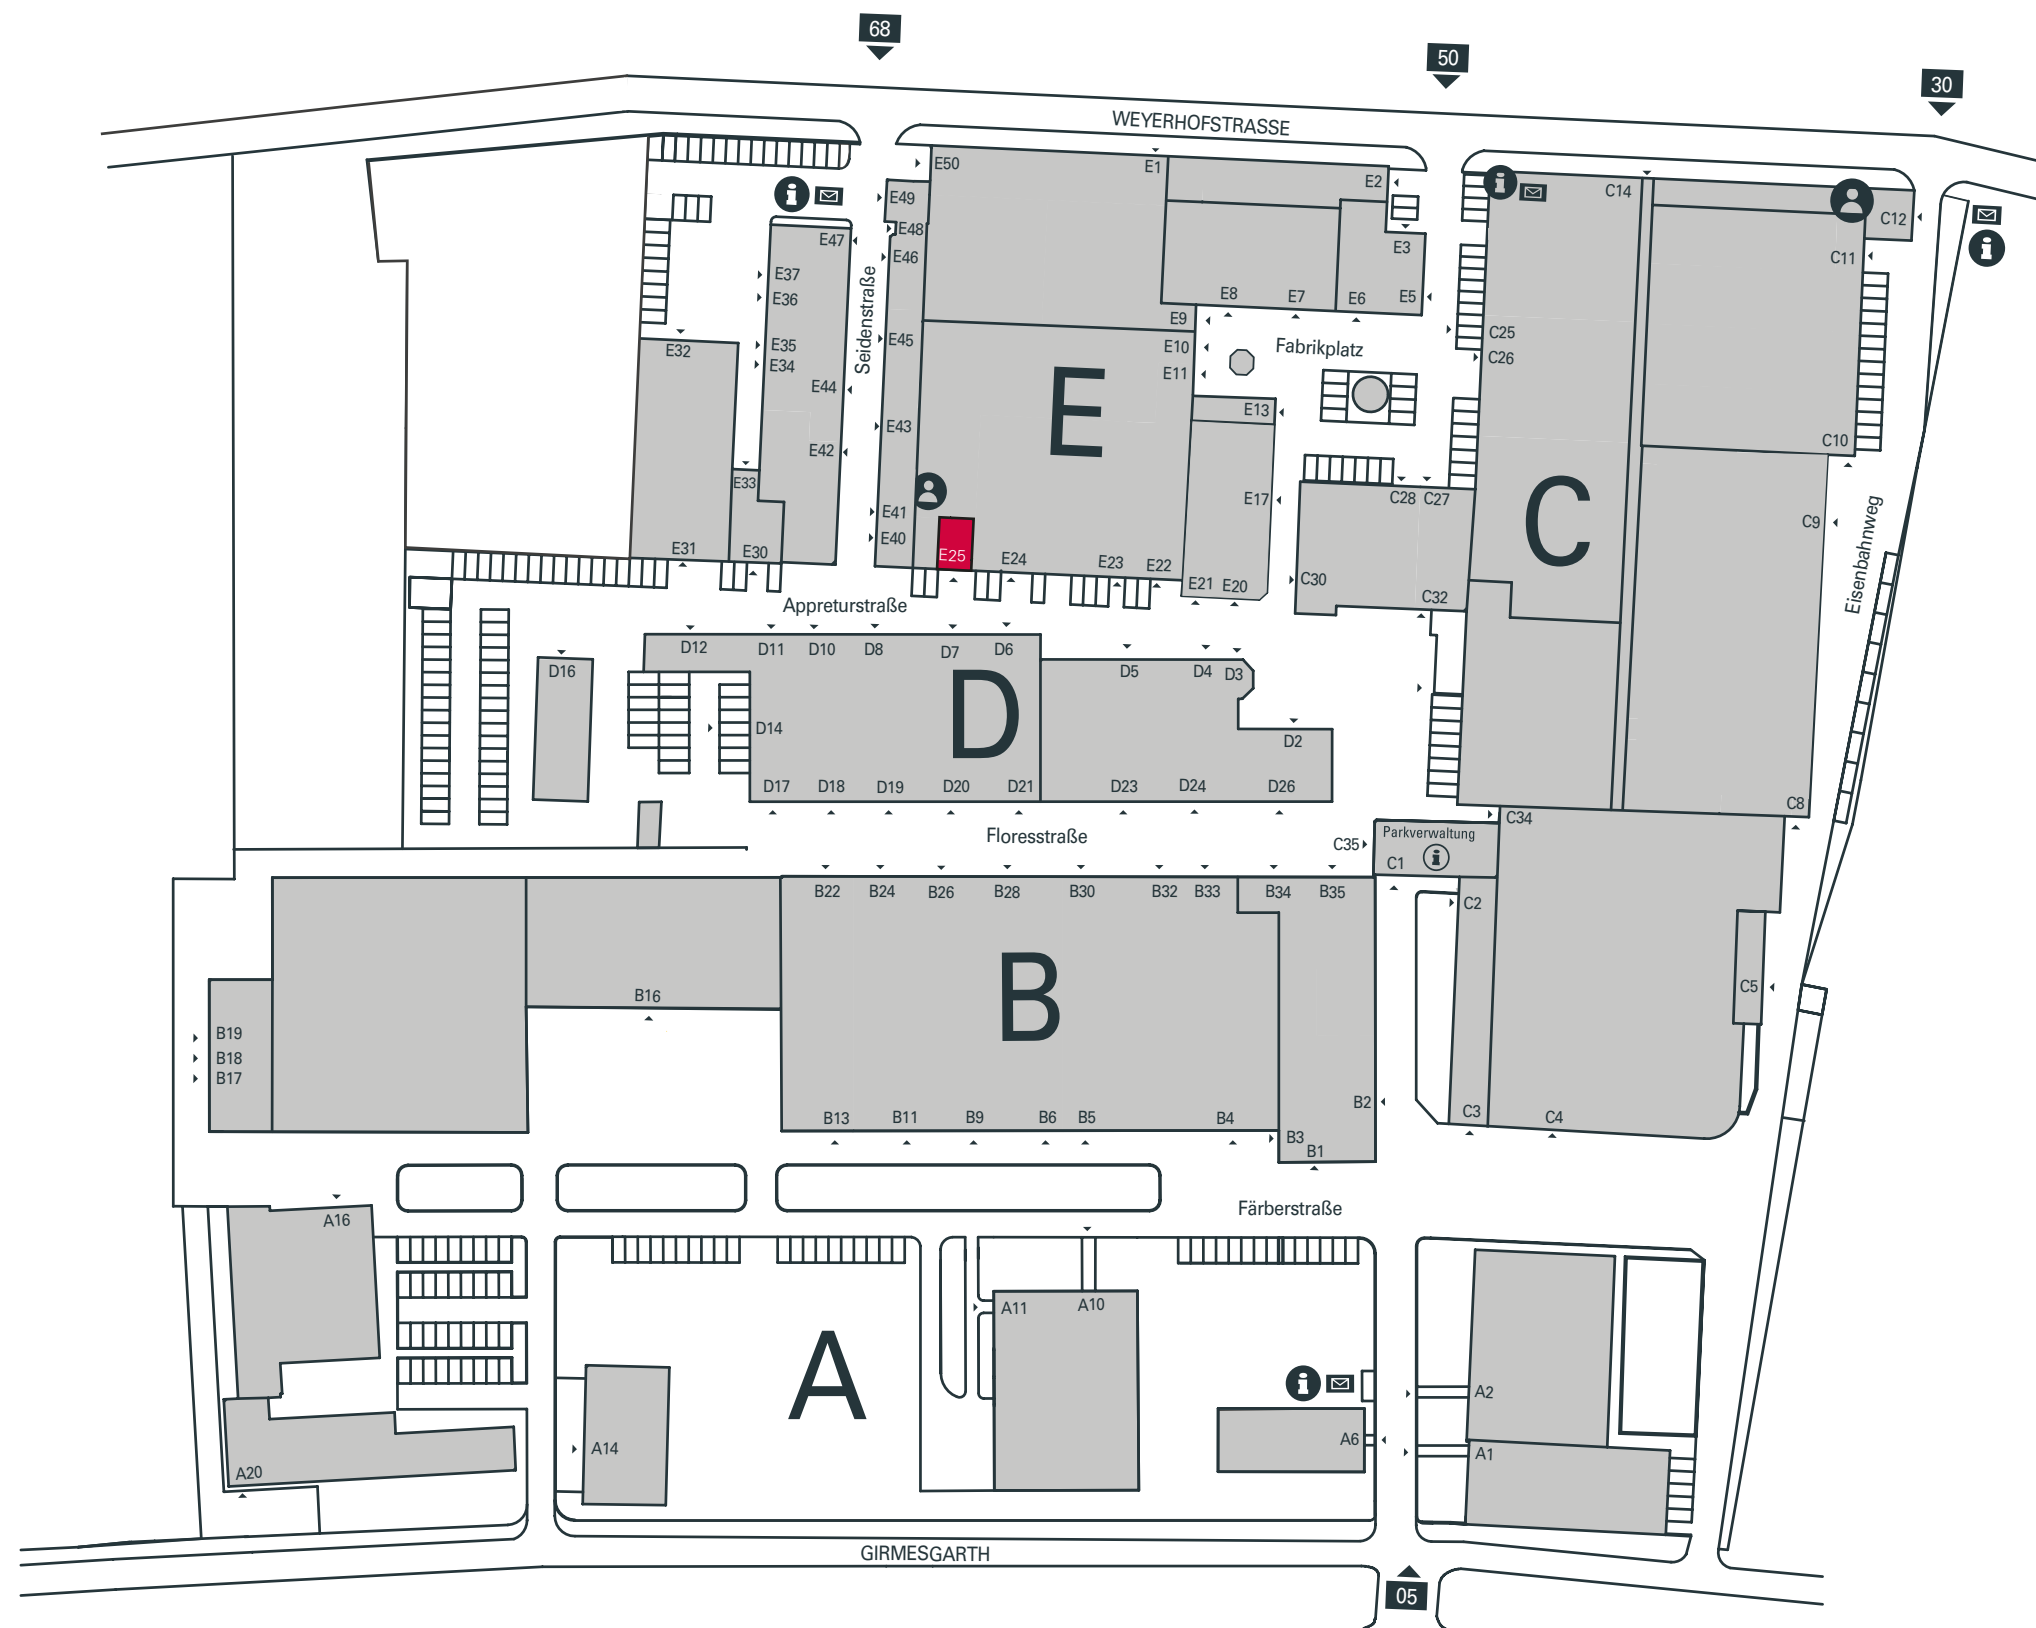 68
50
30
WEYERHOFSTRASSE
E50
E1
E2
C14
E49
E48
E47
E46
E3
C12
C11
E37
E36
E35
E34
E32
Seidenstraße
E45
E8
E7
E6
E5
E9
E10
E11
Fabrikplatz
C25
C26
E44
E43
E42
E
E13
E17
C10
E33
E41
E40
C28
C27
C
C9
Eisenbahnweg
E31
E30
E25
E24
E23
E22
E21
E20
C30
C32
Appreturstraße
D16
D12
D11
D10
D8
D7
D6
D5
D4
D3
D2
D14
D
D17
D18
D19
D20
D21
D23
D24
D26
C8
C34
Floresstraße
C35
Parkverwaltung
C1
B22
B24
B26
B28
B30
B32
B33
B34
B35
C2
B16
B
C5
B19
B18
B17
B13
B11
B9
B6
B5
B4
B2
B3
B1
C3
C4
A16
Färberstraße
A11
A10
A
A2
A14
A6
A1
A20
GIRMESGARTH
05